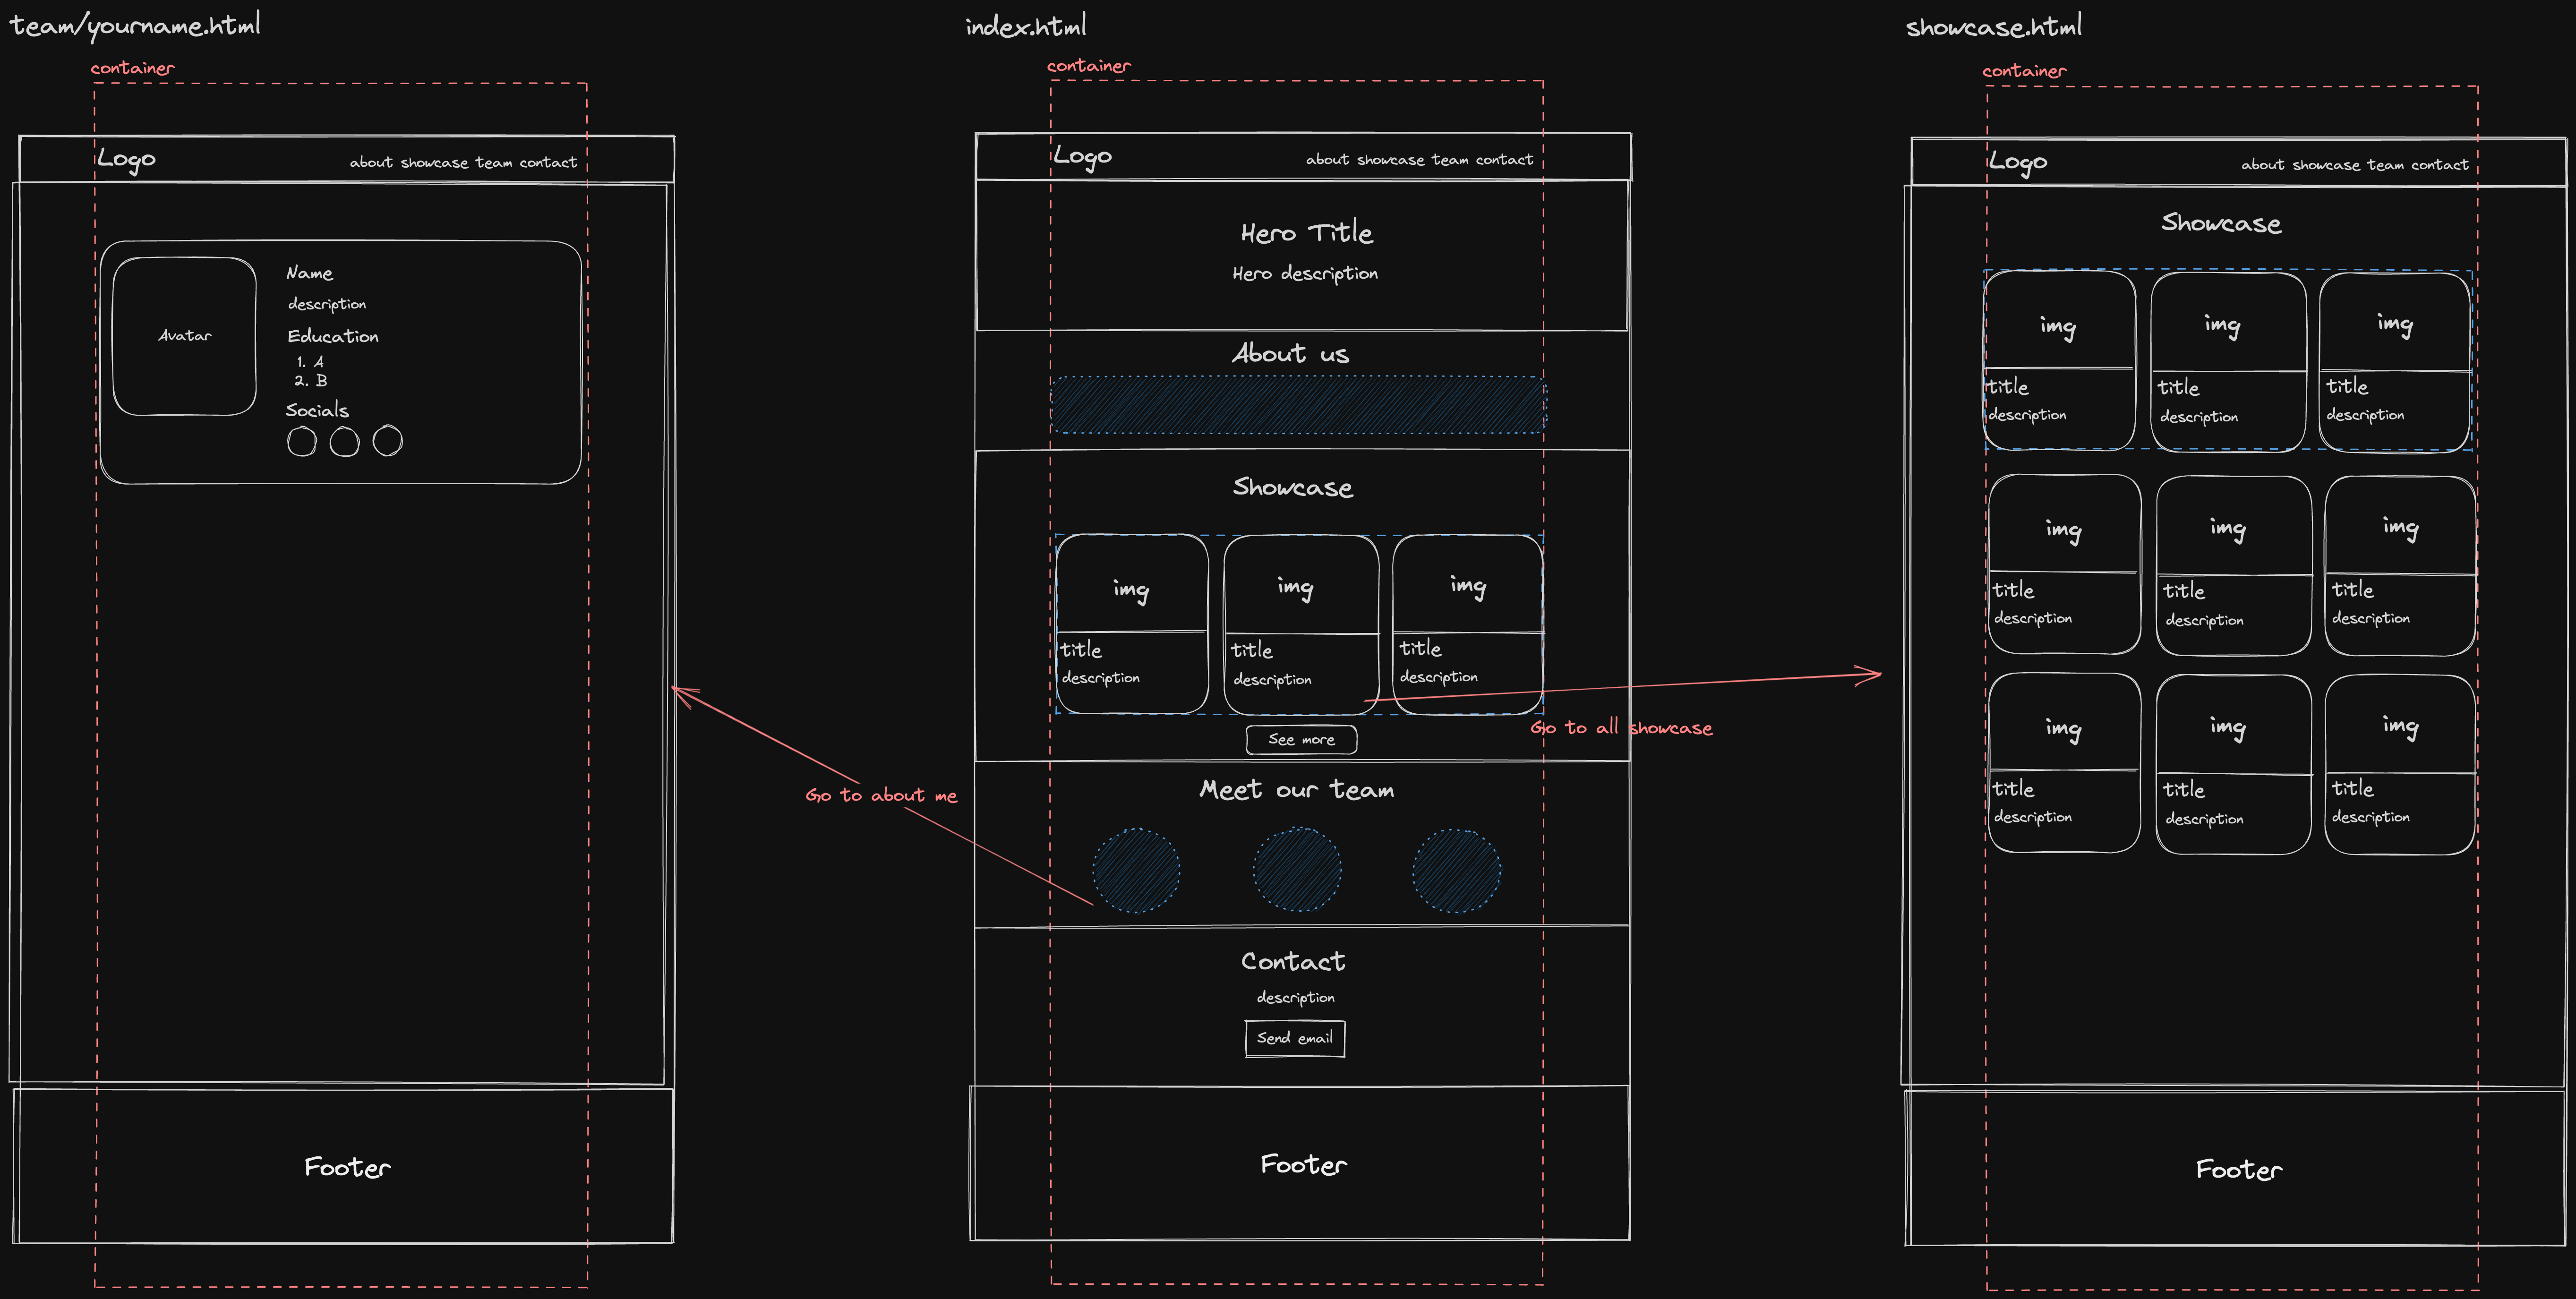 team/yourname.html
container
Logo
about showcase team contact
Avatar
Name
description
Education
1. A
2. B
Socials
Footer
Go to about me
index.html
container
Logo
about showcase team contact
Hero Title
Hero description
About us
Showcase
img img img
title title title
description description description
See more
Go to all showcase
Meet our team
Contact
description
Send email
Footer
showcase.html
container
Logo
about showcase team contact
Showcase
img img img
title title title
description description description
img img img
title title title
description description description
img img img
title title title
description description description
Footer